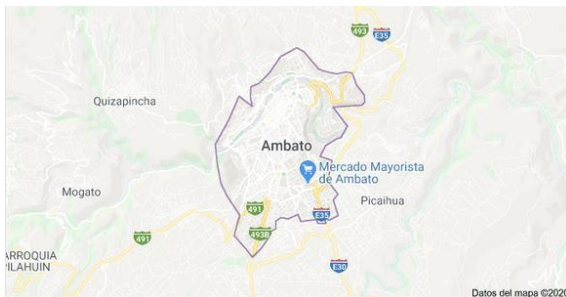 493
E35
Quizapincha
Ambato
Mercado Mayorista
de Ambato
Mogato
Picaihua
491
E35
493B
491
ARROQUIA
PILAHUIN
E30
Datos del mapa ©2020